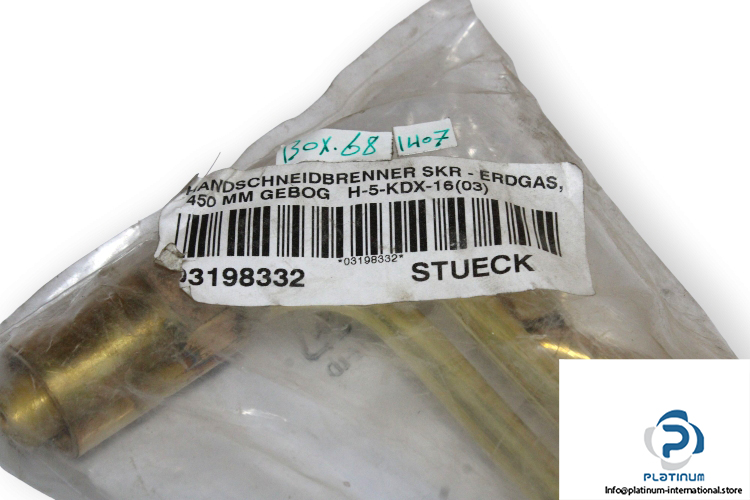 BOX.68
1407
HANDSCHNEIDBRENNER SKR - ERDGAS,
450 MM GEBOG H-5-KDX-16(03)
*03198332*
03198332 STUECK
PLATINUM
Info@platinum-international.store